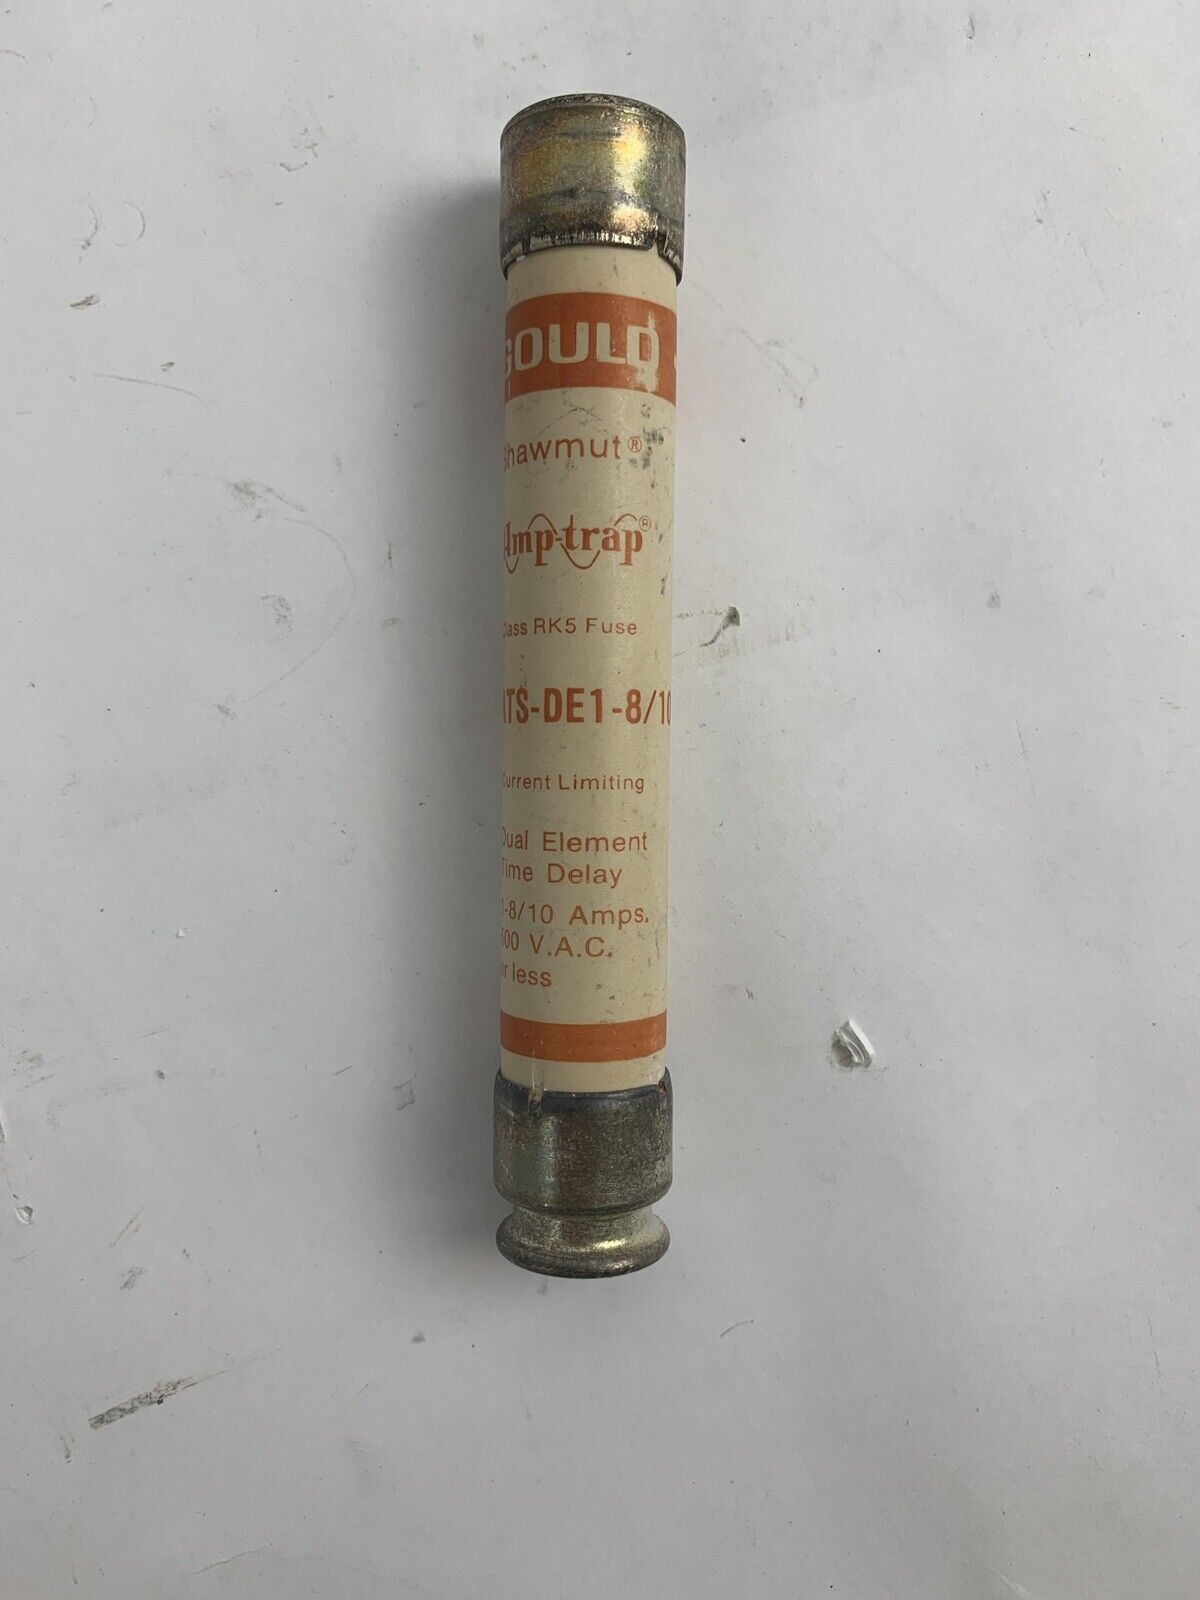 GOULD
Shawmut®
Amp-trap®
Class RK5 Fuse
TS-DE1-8/10
Current Limiting
Dual Element
Time Delay
1-8/10 Amps.
600 V.A.C.
or less